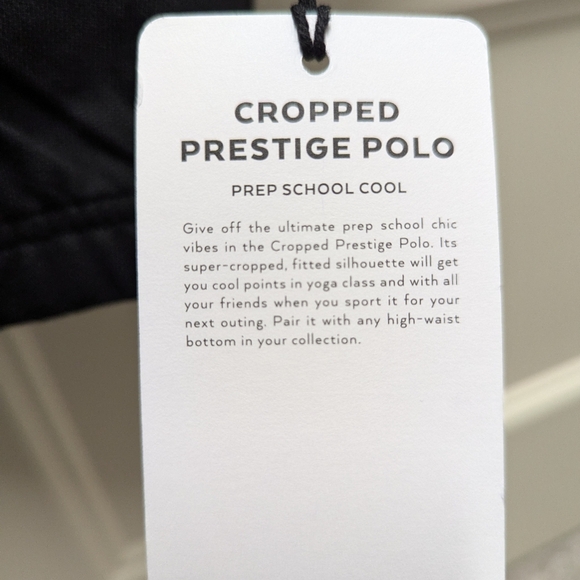 CROPPED
PRESTIGE POLO
PREP SCHOOL COOL
Give off the ultimate prep school chic
vibes in the Cropped Prestige Polo. Its
super-cropped, fitted silhouette will get
you cool points in yoga class and with all
your friends when you sport it for your
next outing. Pair it with any high-waist
bottom in your collection.